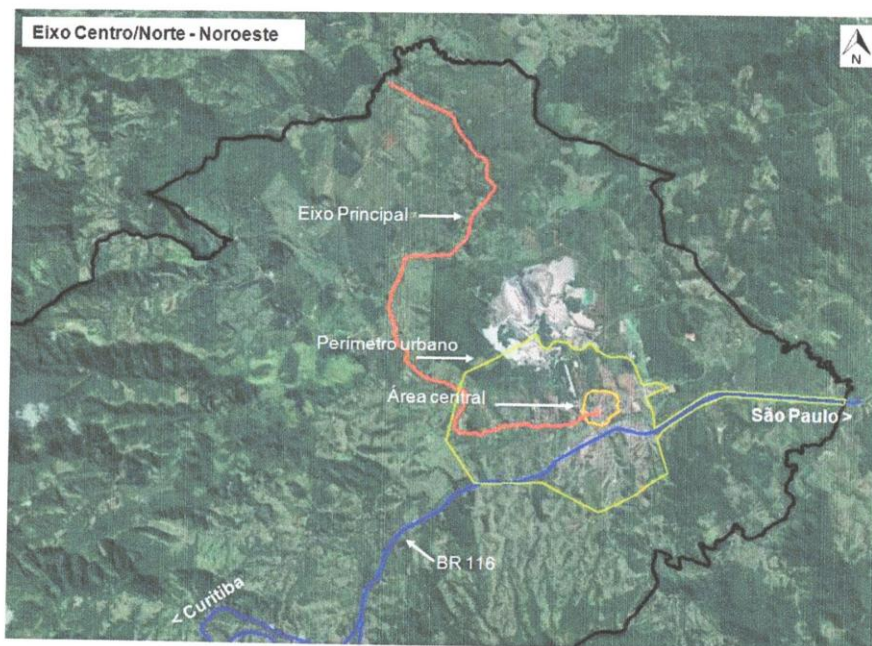 Eixo Centro/Norte - Noroeste
N
Eixo Principal
Perímetro urbano
Área central
São Paulo >
BR 116
< Curitiba